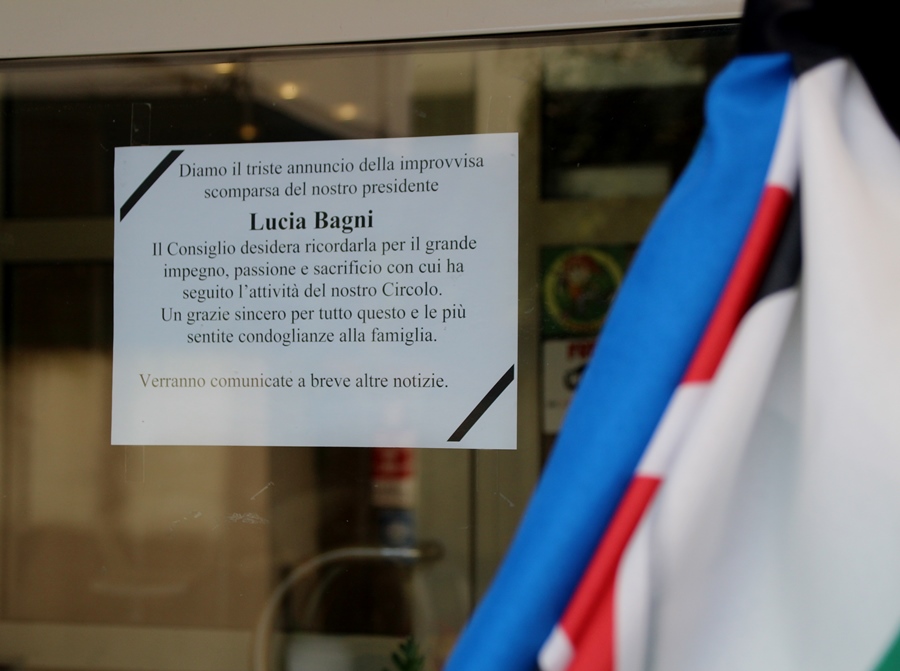 Diamo il triste annuncio della improvvisa
scomparsa del nostro presidente
Lucia Bagni
Il Consiglio desidera ricordarla per il grande
impegno, passione e sacrificio con cui ha
seguito l'attività del nostro Circolo.
Un grazie sincero per tutto questo e le più
sentite condoglianze alla famiglia.
Verranno comunicate a breve altre notizie.